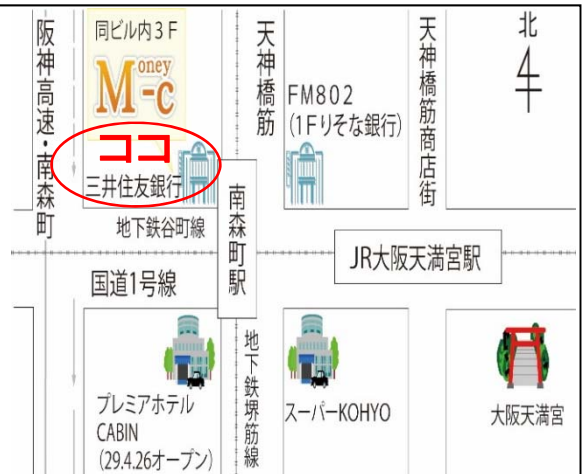 阪神高速・南森町
同ビル内3F
Money-c
ココ
三井住友銀行
天神橋筋
FM802
(1Fりそな銀行)
天神橋筋商店街
北
地下鉄谷町線
南森町駅
JR大阪天満宮駅
国道1号線
地下鉄堺筋線
プレミアホテル
CABIN
(29.4.26オープン)
スーパーKOHYO
大阪天満宮